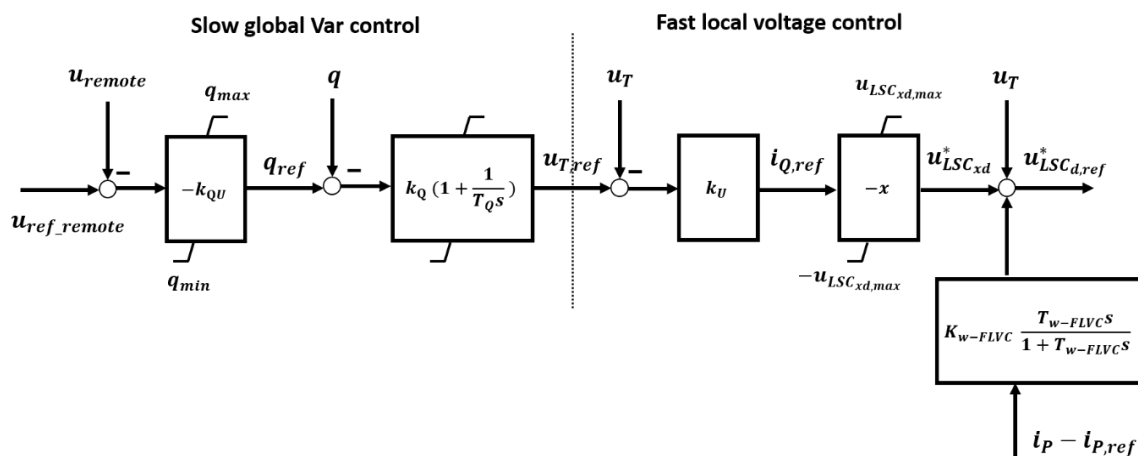 Slow global Var control
Fast local voltage control
u_remote
q_max
q
u_T
u_LSC_xd,max
u_T
−
−k_QU
q_ref
−
k_Q (1 + 1/(T_Q s))
u_T,ref
−
k_U
i_Q,ref
−x
u*_LSC_xd
u*_LSC_d,ref
u_ref_remote
q_min
−u_LSC_xd,max
K_w−FLVC T_w−FLVC s / (1 + T_w−FLVC s)
i_P − i_P,ref